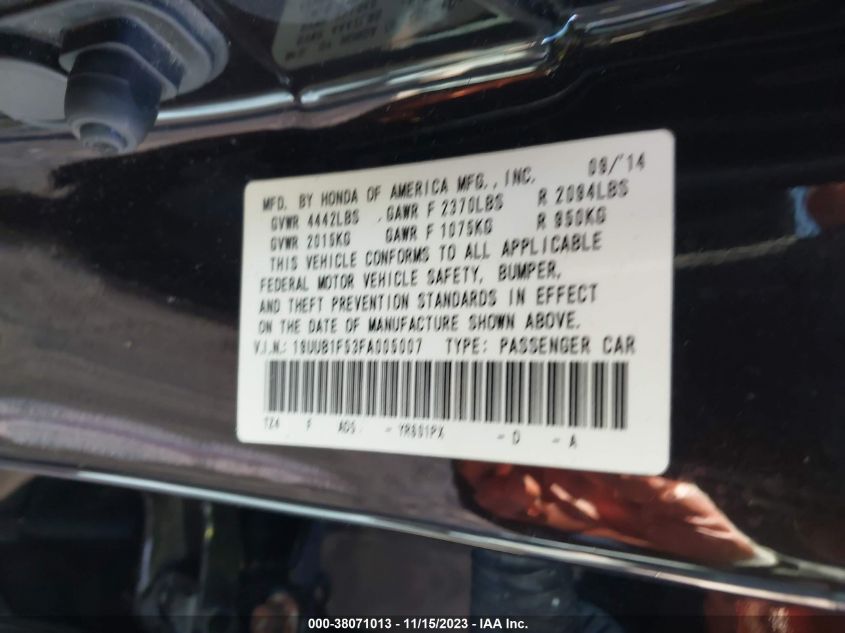 MFD. BY HONDA OF AMERICA MFG., INC. 09/'14
GVWR 4442LBS GAWR F 2370LBS R 2094LBS
GVWR 2015KG GAWR F 1075KG R 950KG
THIS VEHICLE CONFORMS TO ALL APPLICABLE
FEDERAL MOTOR VEHICLE SAFETY, BUMPER,
AND THEFT PREVENTION STANDARDS IN EFFECT
ON THE DATE OF MANUFACTURE SHOWN ABOVE.
V.I.N.: 19UUB1F53FA005007 TYPE: PASSENGER CAR
TZ4 F ADS - YR601PX - D - A
000-38071013 - 11/15/2023 - IAA Inc.